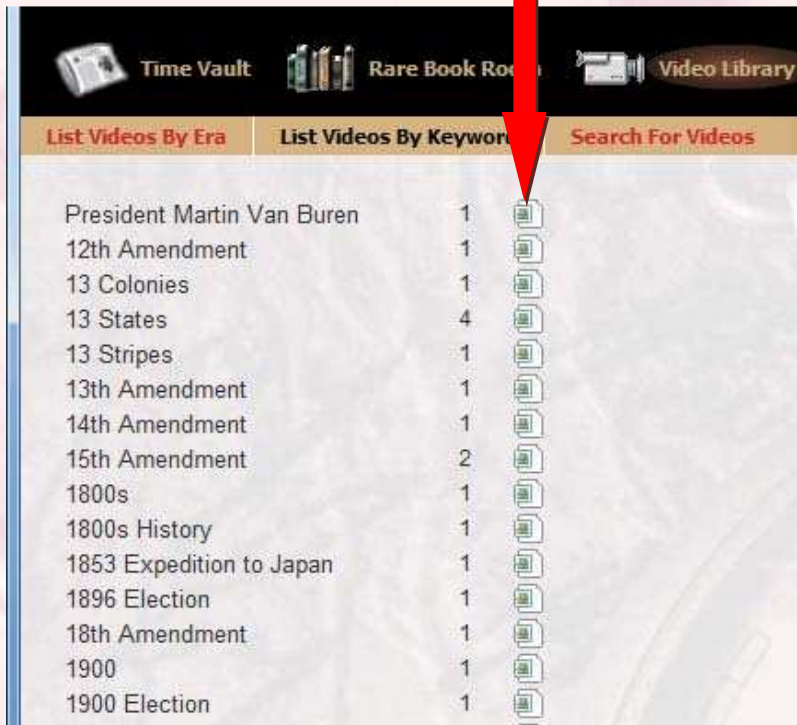 Time Vault Rare Book Video Library
List Videos By Era List Videos By Search For Videos
President Martin Van Buren 1
12th Amendment 1
13 Colonies 1
13 States 4
13 Stripes 1
13th Amendment 1
14th Amendment 1
15th Amendment 2
1800s 1
1800s History 1
1853 Expedition to Japan 1
1896 Election 1
18th Amendment 1
1900 1
1900 Election 1